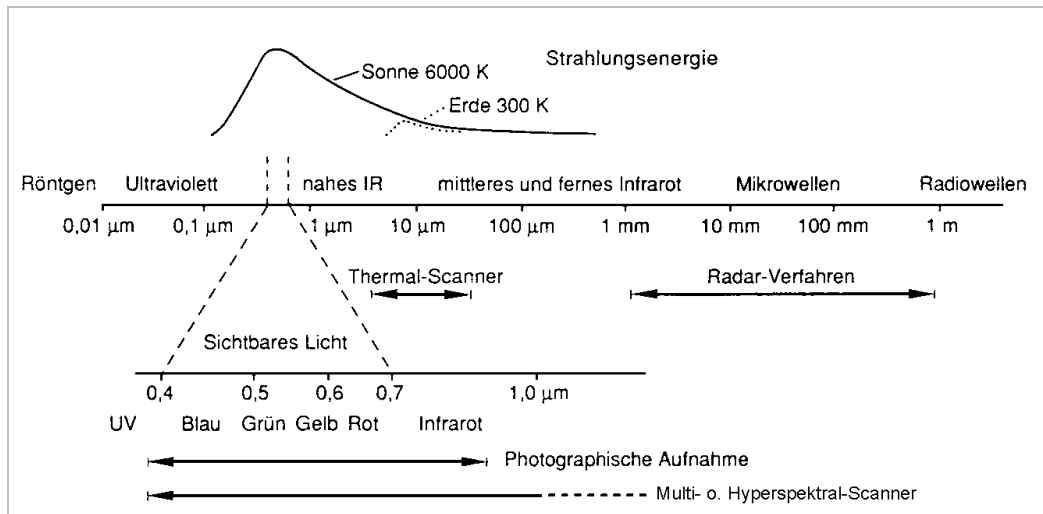 Strahlungsenergie
Sonne 6000 K
Erde 300 K
Röntgen Ultraviolett nahes IR mittleres und fernes Infrarot Mikrowellen Radiowellen
0,01 µm 0,1 µm 1 µm 10 µm 100 µm 1 mm 10 mm 100 mm 1 m
Thermal-Scanner Radar-Verfahren
Sichtbares Licht
0,4 0,5 0,6 0,7 1,0 µm
UV Blau Grün Gelb Rot Infrarot
Photographische Aufnahme
Multi- o. Hyperspektral-Scanner